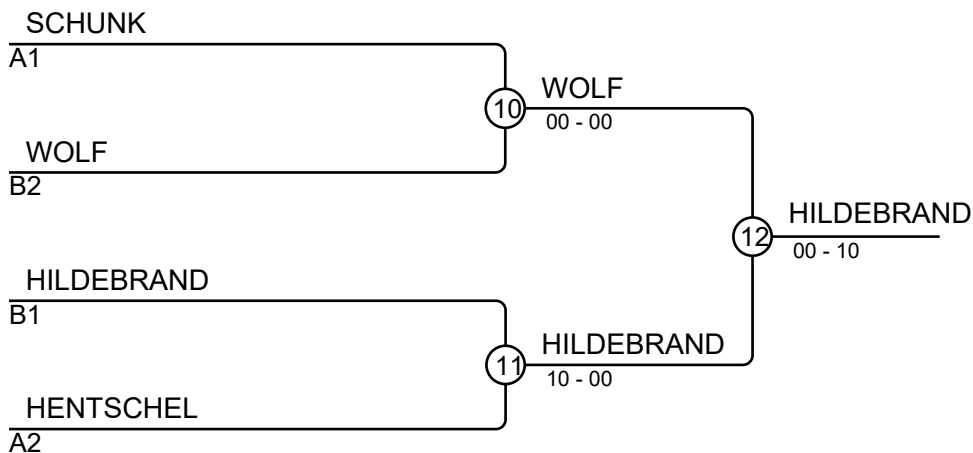 SCHUNK
A1
10
WOLF
00 - 00
WOLF
B2
12
HILDEBRAND
00 - 10
HILDEBRAND
B1
11
HILDEBRAND
10 - 00
HENTSCHEL
A2